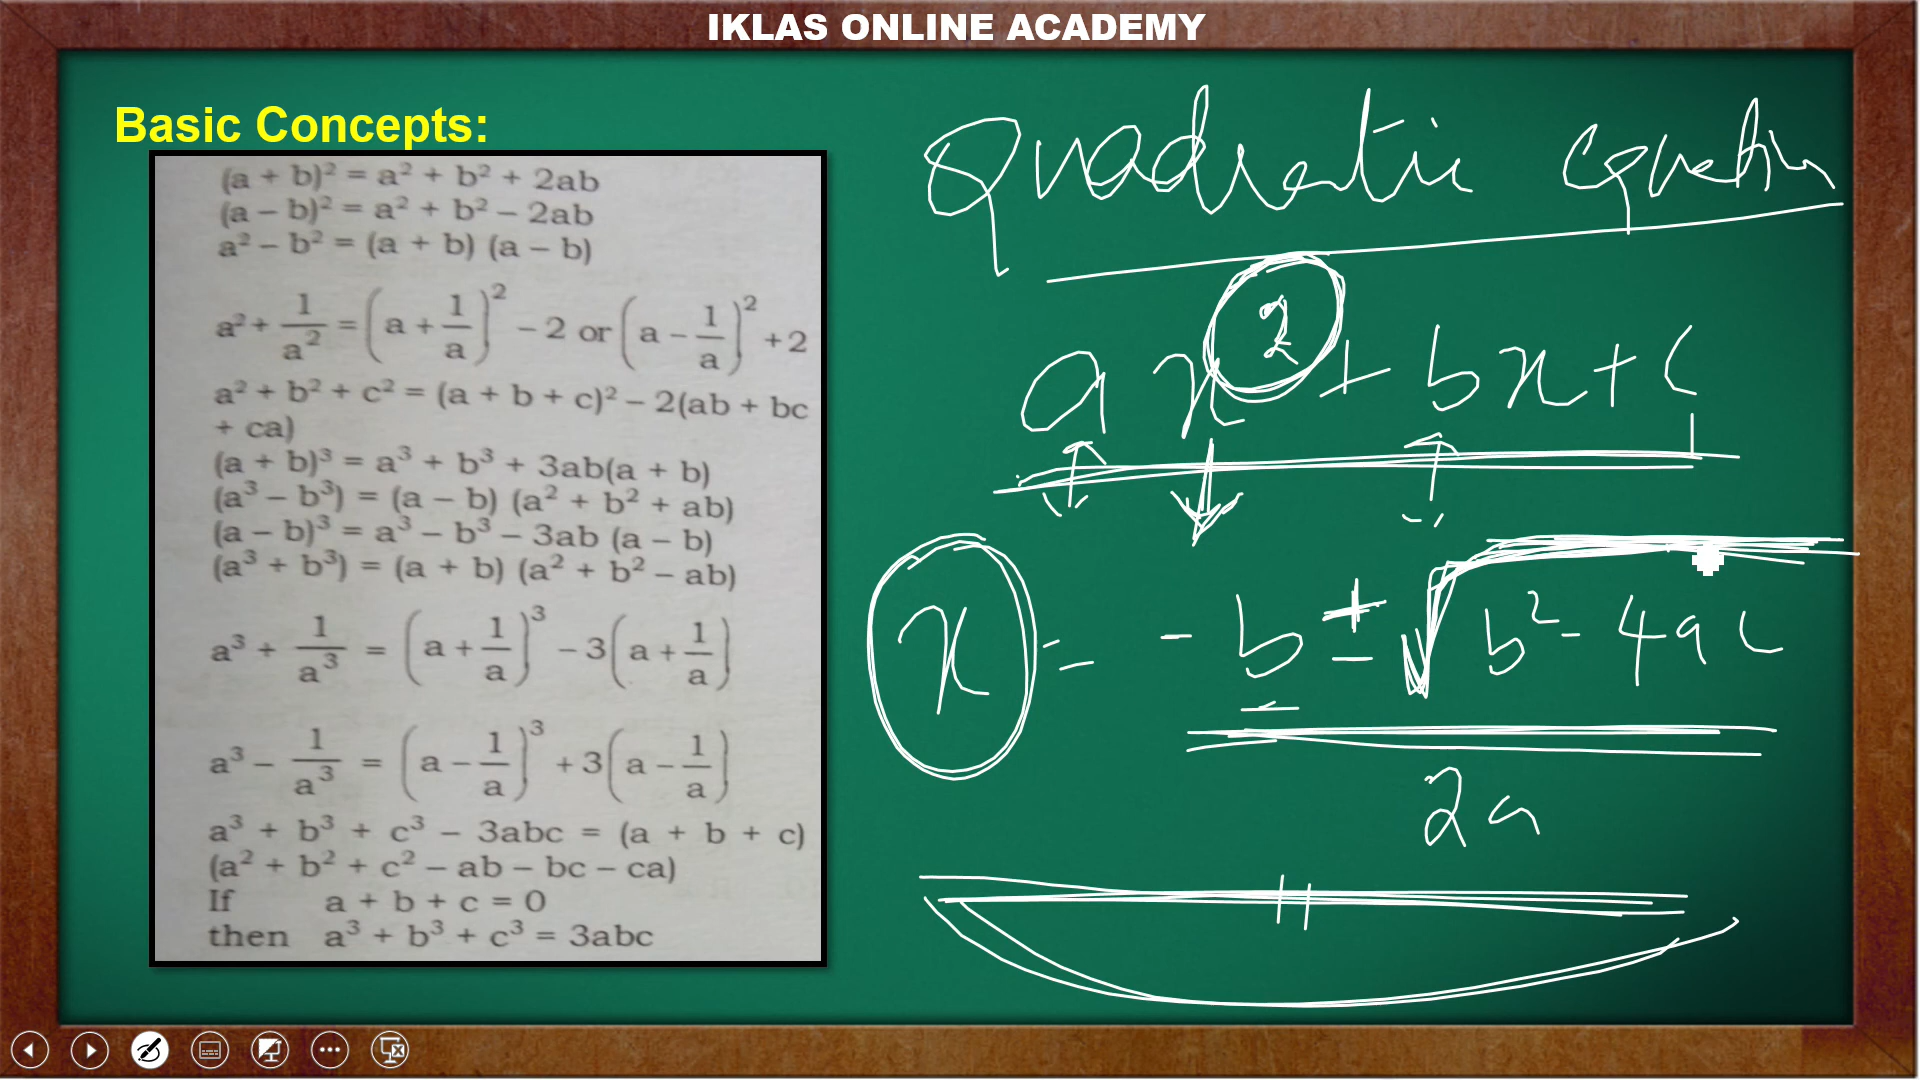 IKLAS ONLINE ACADEMY
Basic Concepts:
(a + b)² = a² + b² + 2ab
(a – b)² = a² + b² – 2ab
a² – b² = (a + b) (a – b)
a² + 1/a² = (a + 1/a)² – 2 or (a – 1/a)² + 2
a² + b² + c² = (a + b + c)² – 2(ab + bc
+ ca)
(a + b)³ = a³ + b³ + 3ab(a + b)
(a³ – b³) = (a – b) (a² + b² + ab)
(a – b)³ = a³ – b³ – 3ab (a – b)
(a³ + b³) = (a + b) (a² + b² – ab)
a³ + 1/a³ = (a + 1/a)³ – 3(a + 1/a)
a³ – 1/a³ = (a – 1/a)³ + 3(a – 1/a)
a³ + b³ + c³ – 3abc = (a + b + c)
(a² + b² + c² – ab – bc – ca)
If a + b + c = 0
then a³ + b³ + c³ = 3abc
Quadratic equation
ax² + bx + c
x = -b ± √b² - 4ac
2a